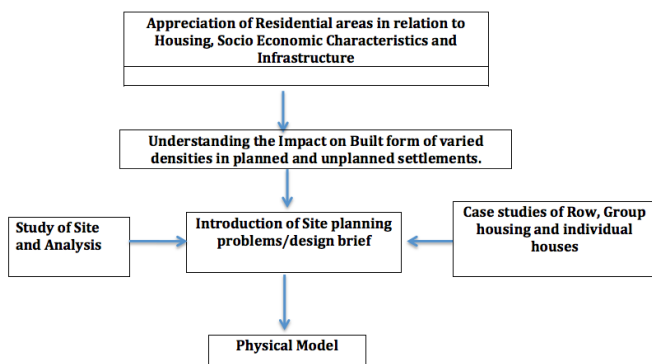 Appreciation of Residential areas in relation to
Housing, Socio Economic Characteristics and
Infrastructure
Understanding the Impact on Built form of varied
densities in planned and unplanned settlements.
Study of Site
and Analysis
Introduction of Site planning
problems/design brief
Case studies of Row, Group
housing and individual
houses
Physical Model